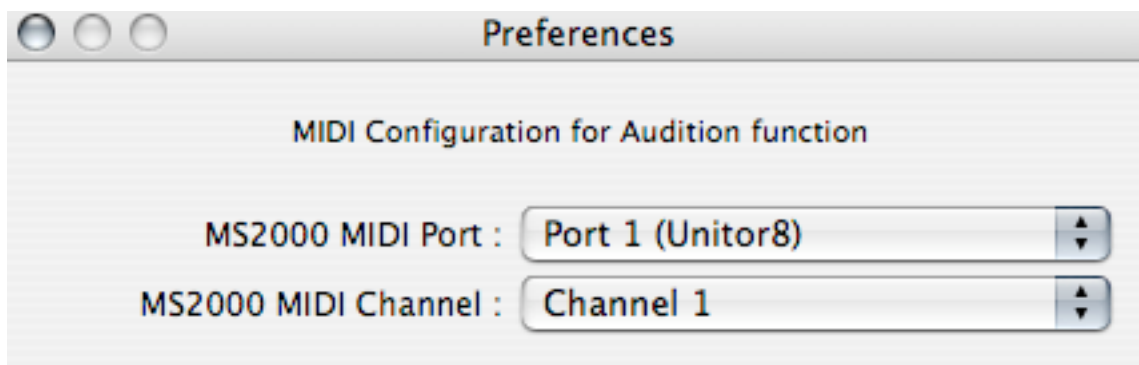 Preferences
MIDI Configuration for Audition function
MS2000 MIDI Port : Port 1 (Unitor8)
MS2000 MIDI Channel : Channel 1